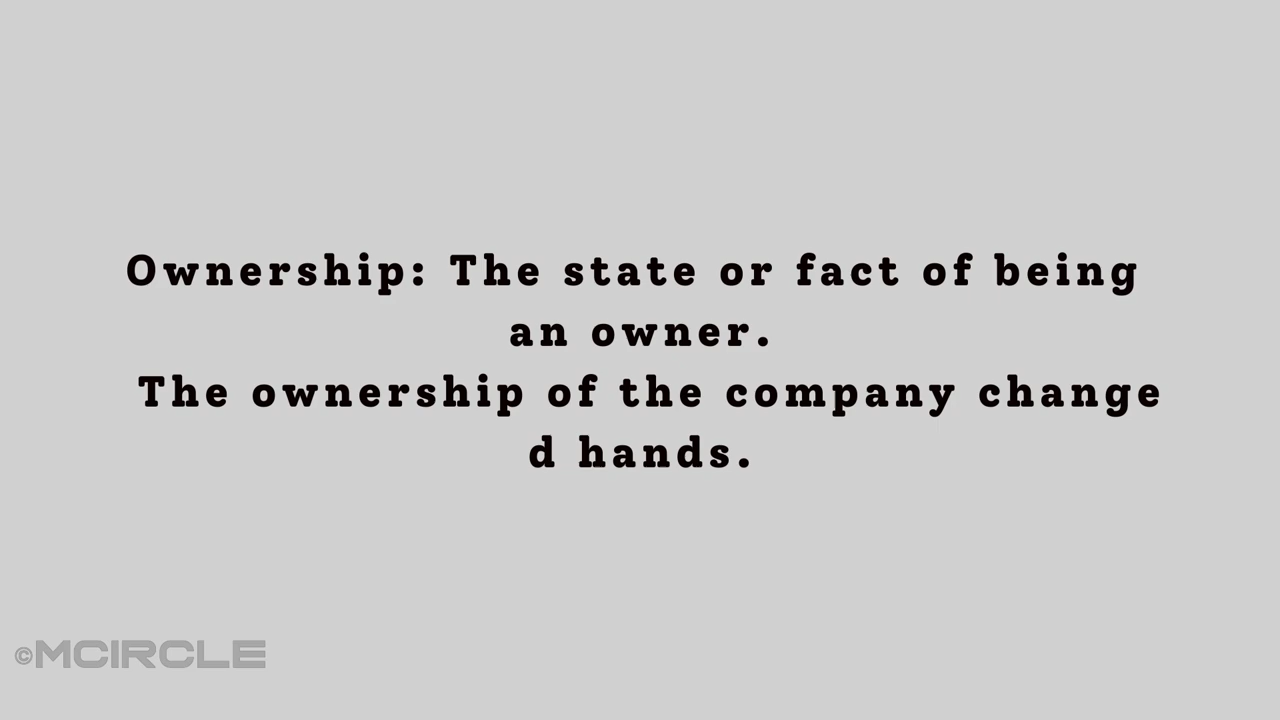 Ownership: The state or fact of being
an owner.
The ownership of the company change
d hands.
©MCIRCLE